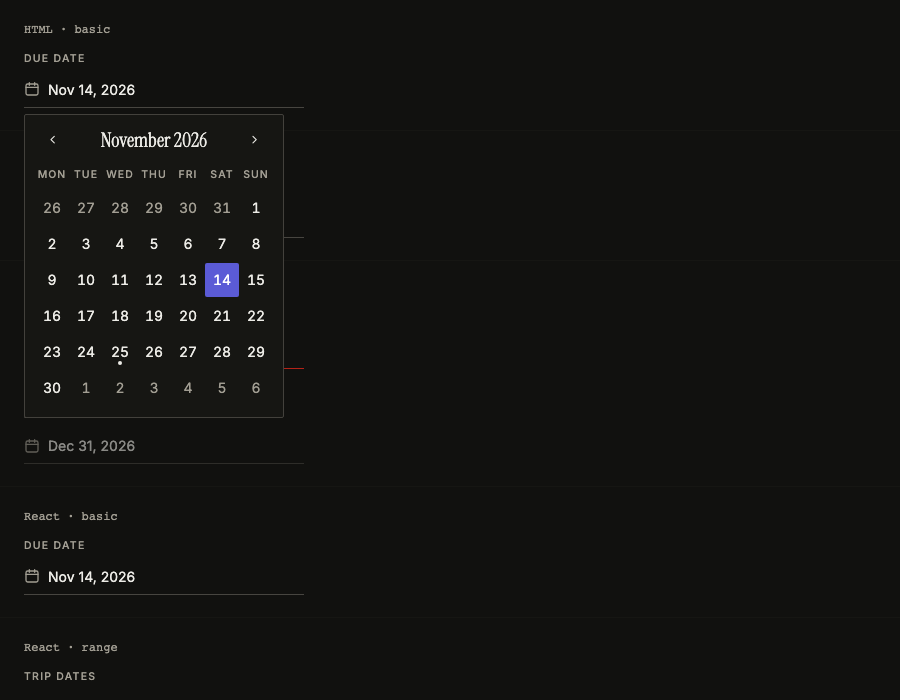 HTML · basic
DUE DATE
Nov 14, 2026
November 2026
MON TUE WED THU FRI SAT SUN
26 27 28 29 30 31 1
2 3 4 5 6 7 8
9 10 11 12 13 14 15
16 17 18 19 20 21 22
23 24 25 26 27 28 29
30 1 2 3 4 5 6
Dec 31, 2026
React · basic
DUE DATE
Nov 14, 2026
React · range
TRIP DATES